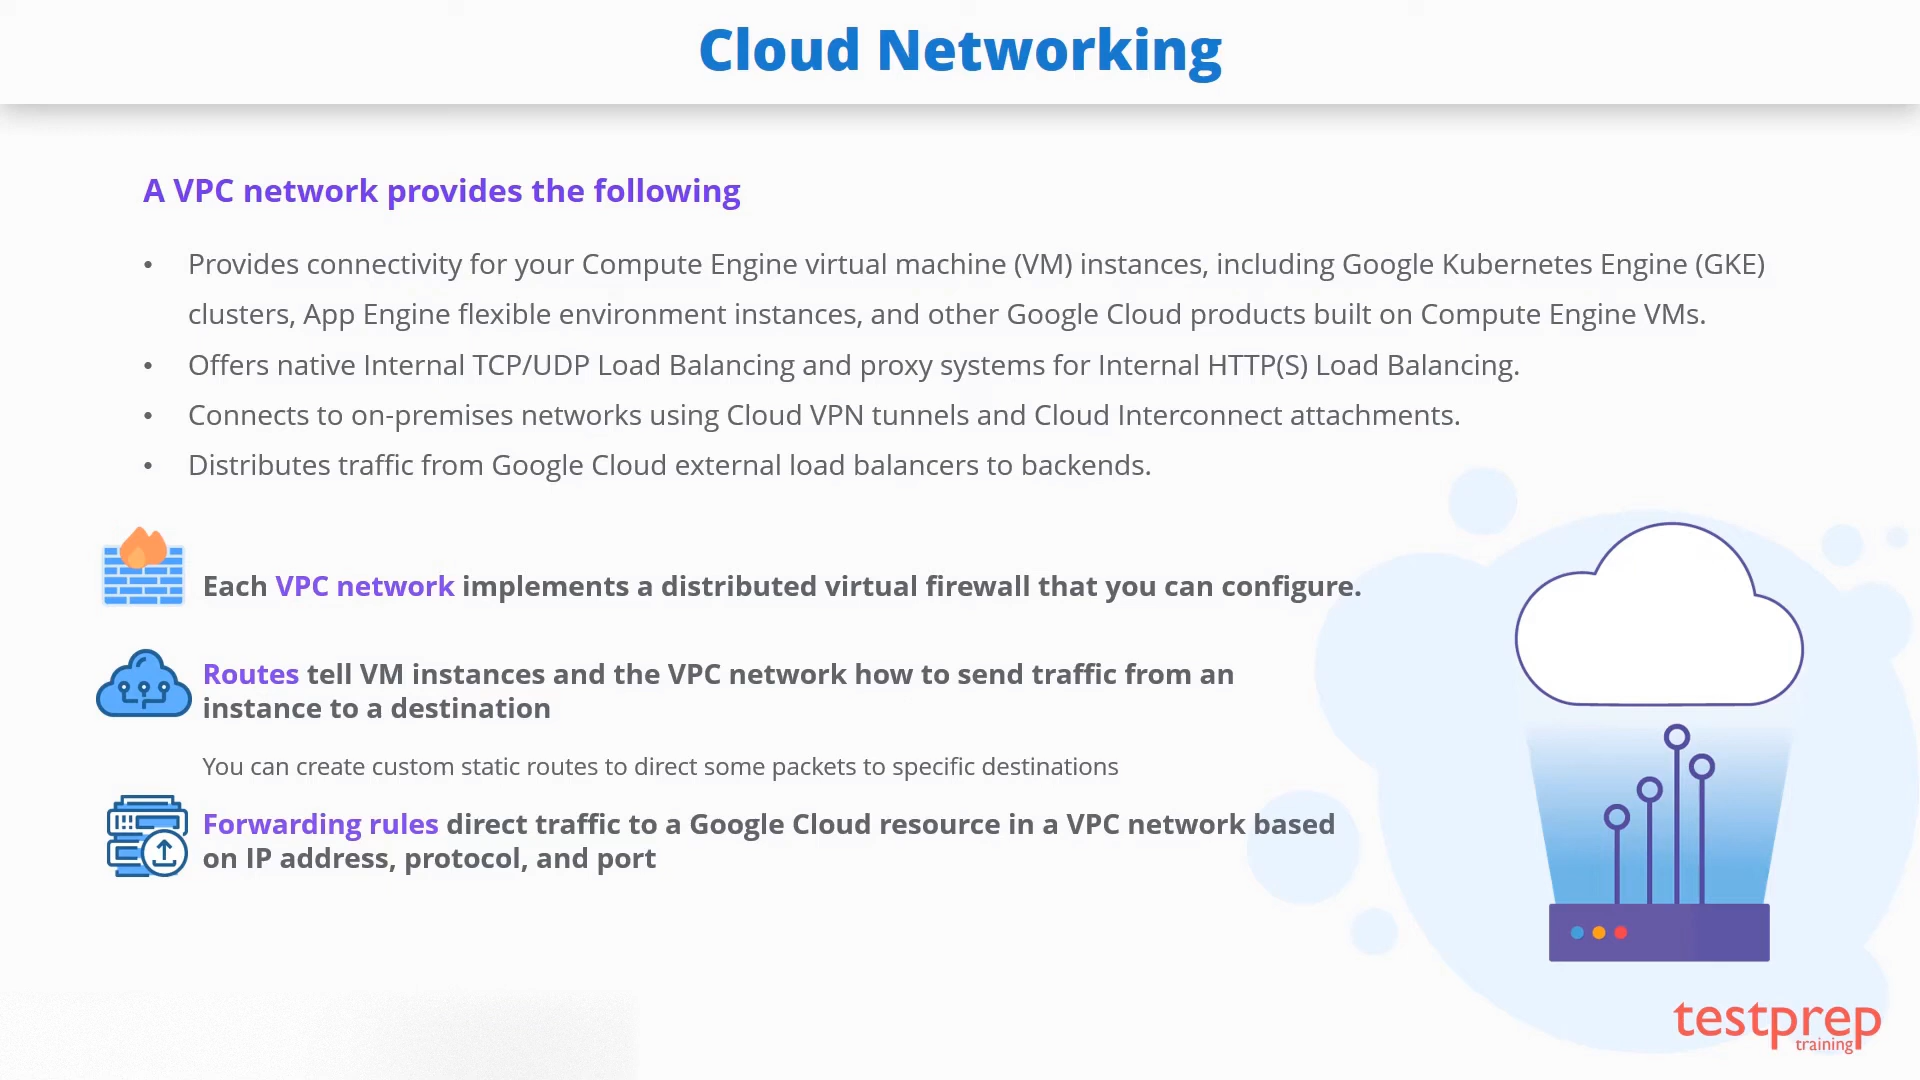 Cloud Networking
A VPC network provides the following
• Provides connectivity for your Compute Engine virtual machine (VM) instances, including Google Kubernetes Engine (GKE)
clusters, App Engine flexible environment instances, and other Google Cloud products built on Compute Engine VMs.
• Offers native Internal TCP/UDP Load Balancing and proxy systems for Internal HTTP(S) Load Balancing.
• Connects to on-premises networks using Cloud VPN tunnels and Cloud Interconnect attachments.
• Distributes traffic from Google Cloud external load balancers to backends.
Each VPC network implements a distributed virtual firewall that you can configure.
Routes tell VM instances and the VPC network how to send traffic from an
instance to a destination
You can create custom static routes to direct some packets to specific destinations
Forwarding rules direct traffic to a Google Cloud resource in a VPC network based
on IP address, protocol, and port
testprep
training